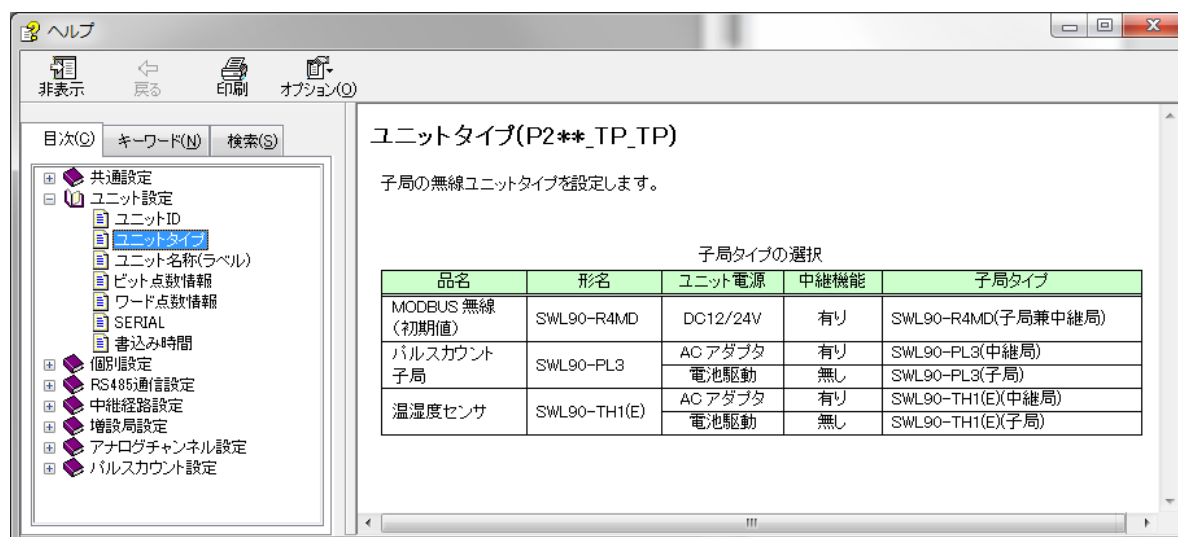 ヘルプ
非表示 戻る 印刷 オプション(O)
目次(C) キーワード(N) 検索(S)
共通設定
ユニット設定
ユニットID
ユニットタイプ
ユニット名称(ラベル)
ビット点数情報
ワード点数情報
SERIAL
書込み時間
個別設定
RS485通信設定
中継経路設定
増設局設定
アナログチャンネル設定
パルスカウント設定
ユニットタイプ(P2**_TP_TP)
子局の無線ユニットタイプを設定します。
子局タイプの選択
品名 形名 ユニット電源 中継機能 子局タイプ
MODBUS 無線
(初期値) SWL90-R4MD DC12/24V 有り SWL90-R4MD(子局兼中継局)
パルスカウント
子局 SWL90-PL3 ACアダプタ 有り SWL90-PL3(中継局)
電池駆動 無し SWL90-PL3(子局)
温湿度センサ SWL90-TH1(E) ACアダプタ 有り SWL90-TH1(E)(中継局)
電池駆動 無し SWL90-TH1(E)(子局)